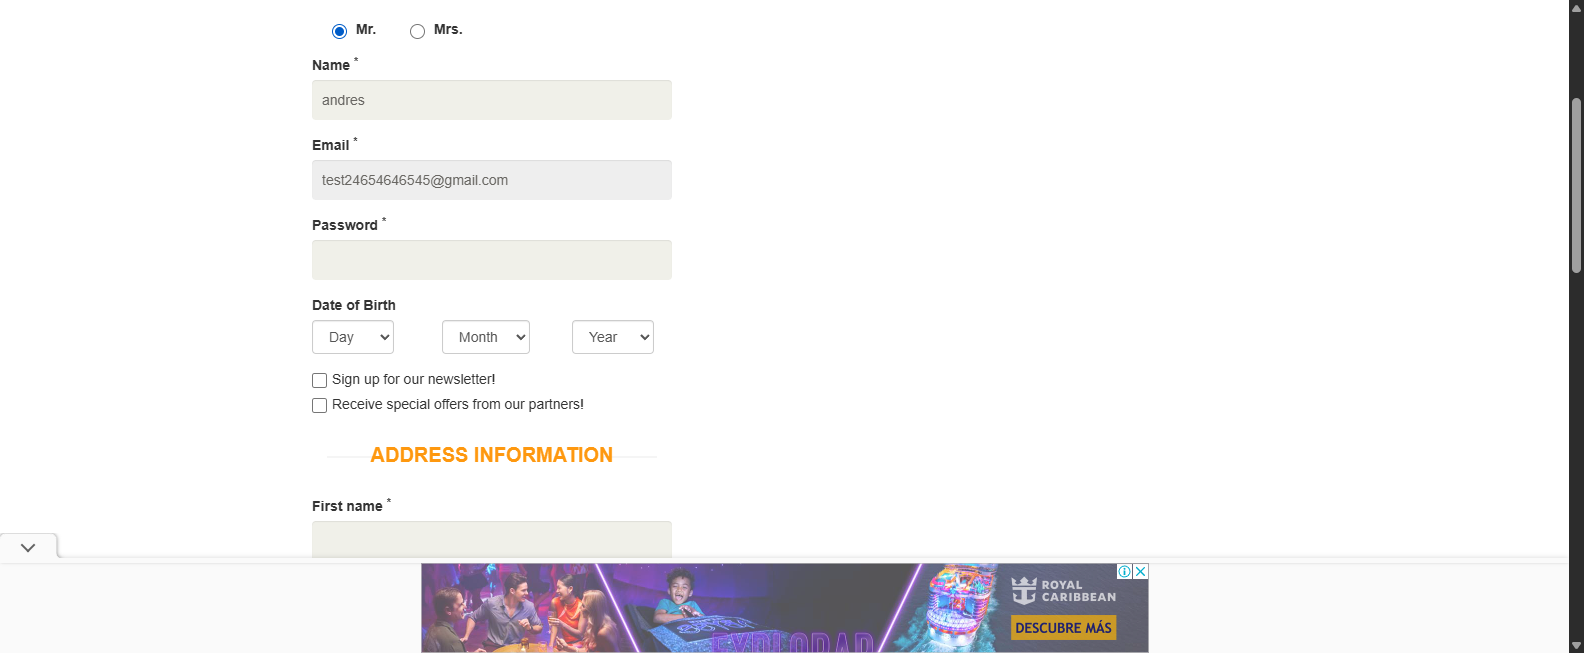 Mr. Mrs.
Name *
andres
Email *
test24654646545@gmail.com
Password *
Date of Birth
Day Month Year
Sign up for our newsletter!
Receive special offers from our partners!
ADDRESS INFORMATION
First name *
ROYAL
CARIBBEAN
DESCUBRE MÁS
EXPLORAR